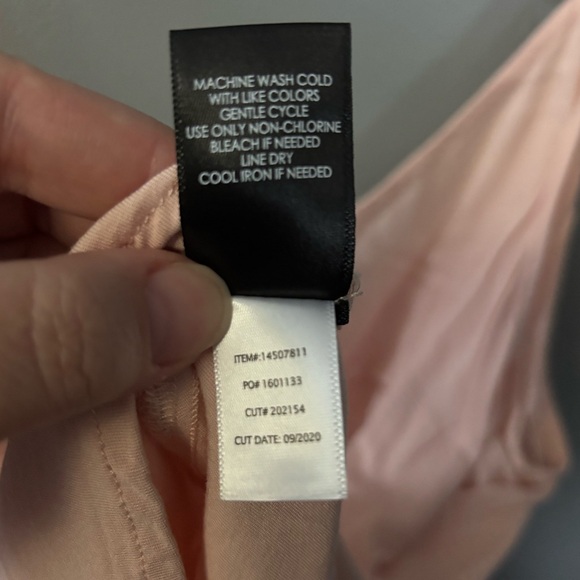 MACHINE WASH COLD
WITH LIKE COLORS
GENTLE CYCLE
USE ONLY NON-CHLORINE
BLEACH IF NEEDED
LINE DRY
COOL IRON IF NEEDED
ITEM#:14507811
PO# 1601133
CUT# 202154
CUT DATE: 09/2020